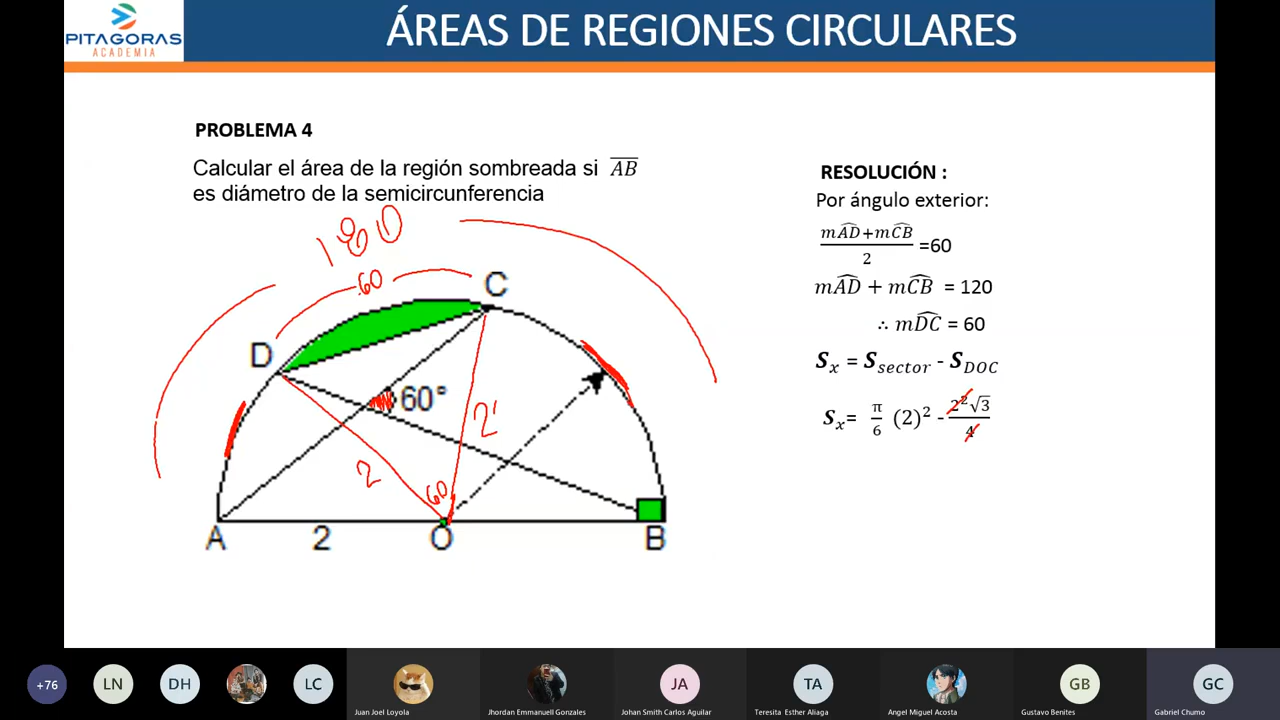 PITAGORAS
ACADEMIA
ÁREAS DE REGIONES CIRCULARES
PROBLEMA 4
Calcular el área de la región sombreada si AB
es diámetro de la semicircunferencia
RESOLUCIÓN :
Por ángulo exterior:
mAD+mCB
2
=60
mAD + mCB = 120
∴ mDC = 60
Sx = Ssector - SDOC
Sx= π/6 (2)² - 2²√3/4
180
60
C
D
60°
2
2
60
A
2
O
B
+76
LN
DH
LC
JA
TA
GB
GC
Juan Joel Loyola
Jhordan Emmanuell Gonzales
Johan Smith Carlos Aguilar
Teresita Esther Aliaga
Angel Miguel Acosta
Gustavo Benites
Gabriel Chumo